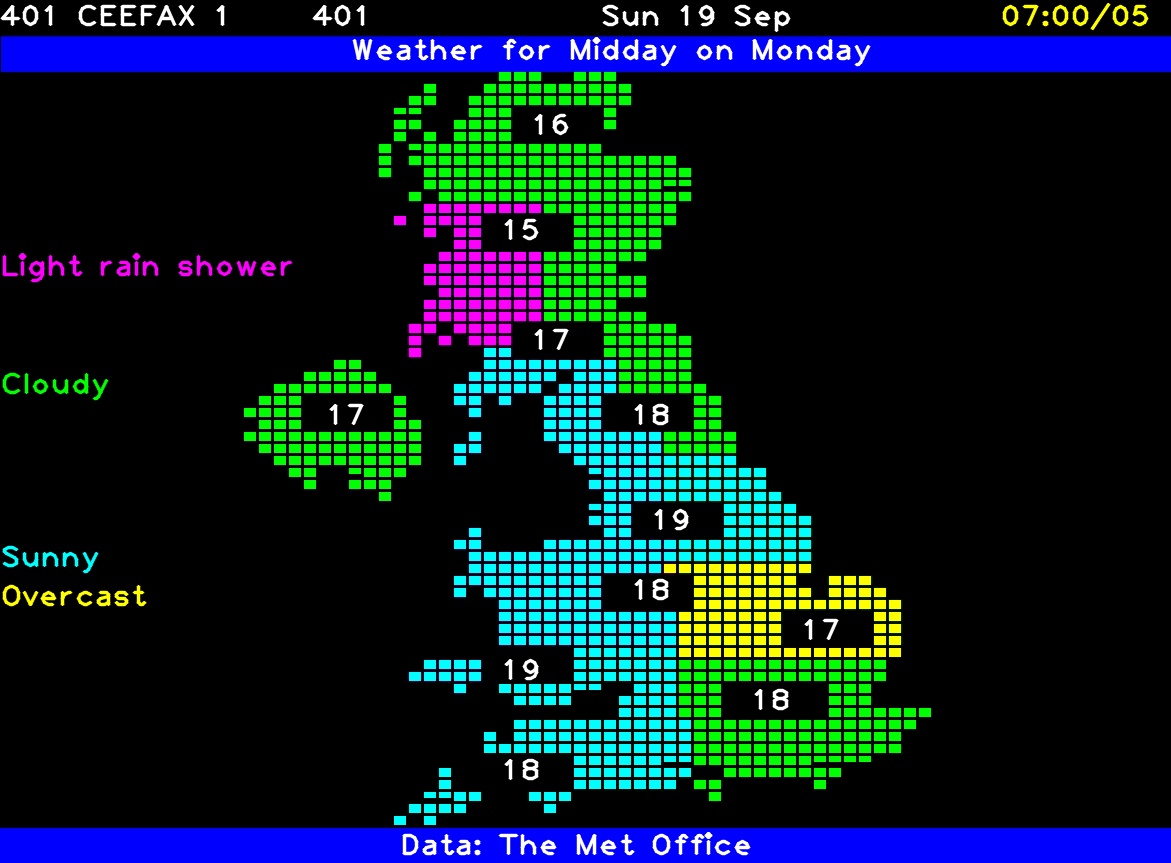 401 CEEFAX 1 401 Sun 19 Sep 07:00/05
Weather for Midday on Monday
16
15
Light rain shower
17
Cloudy
17 18
19
Sunny
18
Overcast
17
19
18
18
Data: The Met Office